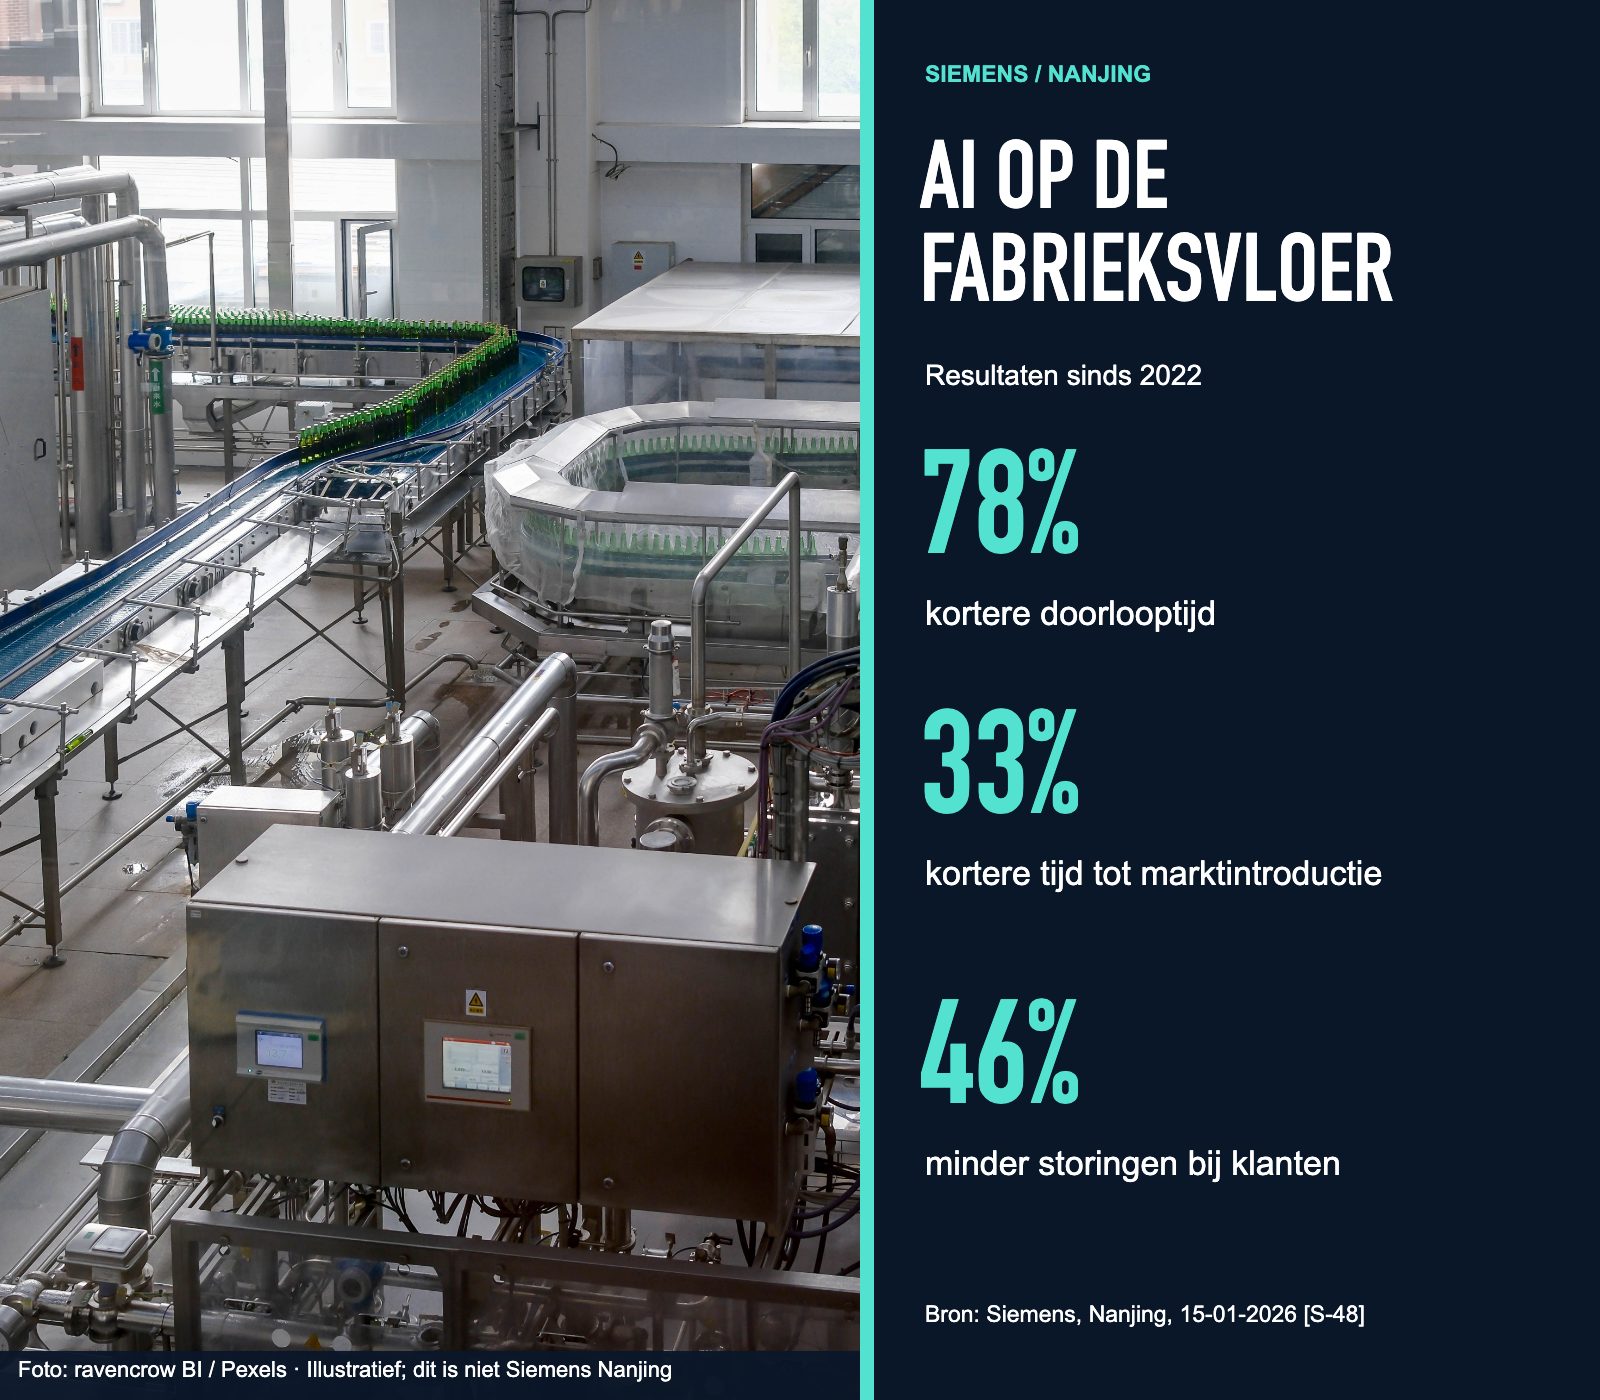 SIEMENS / NANJING
AI OP DE
FABRIEKSVLOER
Resultaten sinds 2022
78%
kortere doorlooptijd
33%
kortere tijd tot marktintroductie
46%
minder storingen bij klanten
Bron: Siemens, Nanjing, 15-01-2026 [S-48]
Foto: ravencrow BI / Pexels · Illustratief; dit is niet Siemens Nanjing